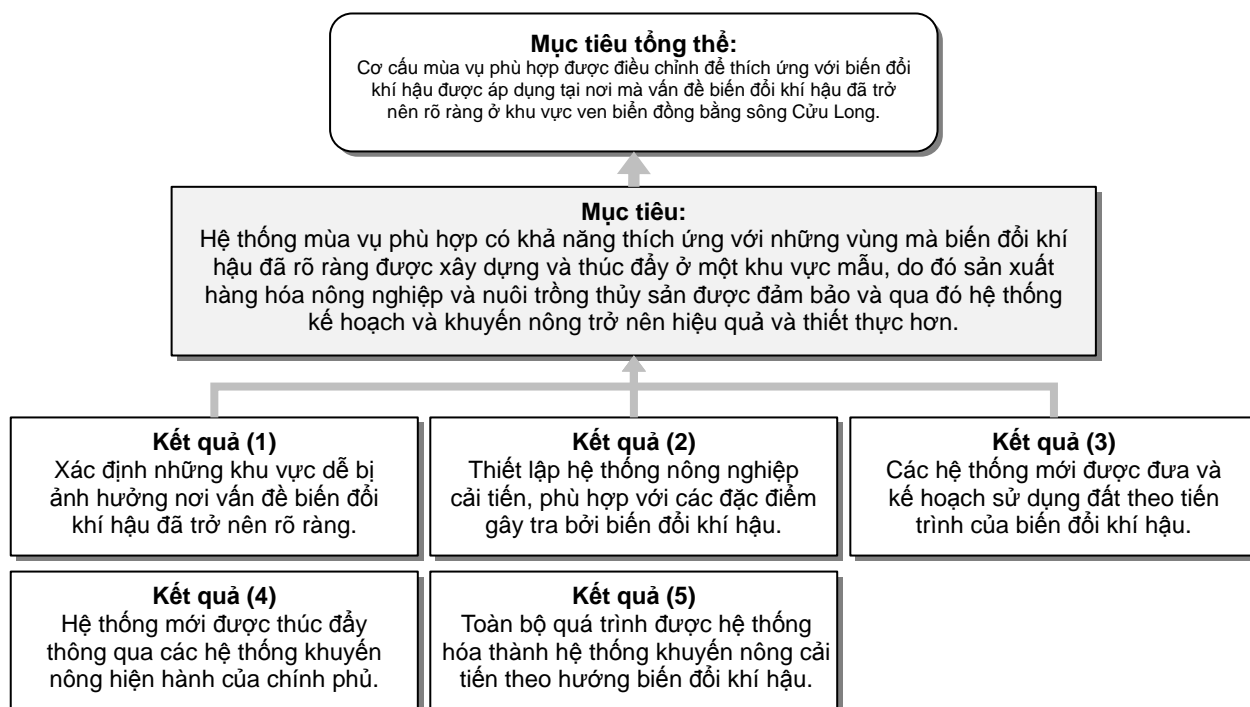 Mục tiêu tổng thể:
Cơ cấu mùa vụ phù hợp được điều chỉnh để thích ứng với biến đổi
khí hậu được áp dụng tại nơi mà vấn đề biến đổi khí hậu đã trở
nên rõ ràng ở khu vực ven biển đồng bằng sông Cửu Long.
Mục tiêu:
Hệ thống mùa vụ phù hợp có khả năng thích ứng với những vùng mà biến đổi khí
hậu đã rõ ràng được xây dựng và thúc đẩy ở một khu vực mẫu, do đó sản xuất
hàng hóa nông nghiệp và nuôi trồng thủy sản được đảm bảo và qua đó hệ thống
kế hoạch và khuyến nông trở nên hiệu quả và thiết thực hơn.
Kết quả (1)
Xác định những khu vực dễ bị
ảnh hưởng nơi vấn đề biến đổi
khí hậu đã trở nên rõ ràng.
Kết quả (2)
Thiết lập hệ thống nông nghiệp
cải tiến, phù hợp với các đặc điểm
gây tra bởi biến đổi khí hậu.
Kết quả (3)
Các hệ thống mới được đưa và
kế hoạch sử dụng đất theo tiến
trình của biến đổi khí hậu.
Kết quả (4)
Hệ thống mới được thúc đẩy
thông qua các hệ thống khuyến
nông hiện hành của chính phủ.
Kết quả (5)
Toàn bộ quá trình được hệ thống
hóa thành hệ thống khuyến nông cải
tiến theo hướng biến đổi khí hậu.